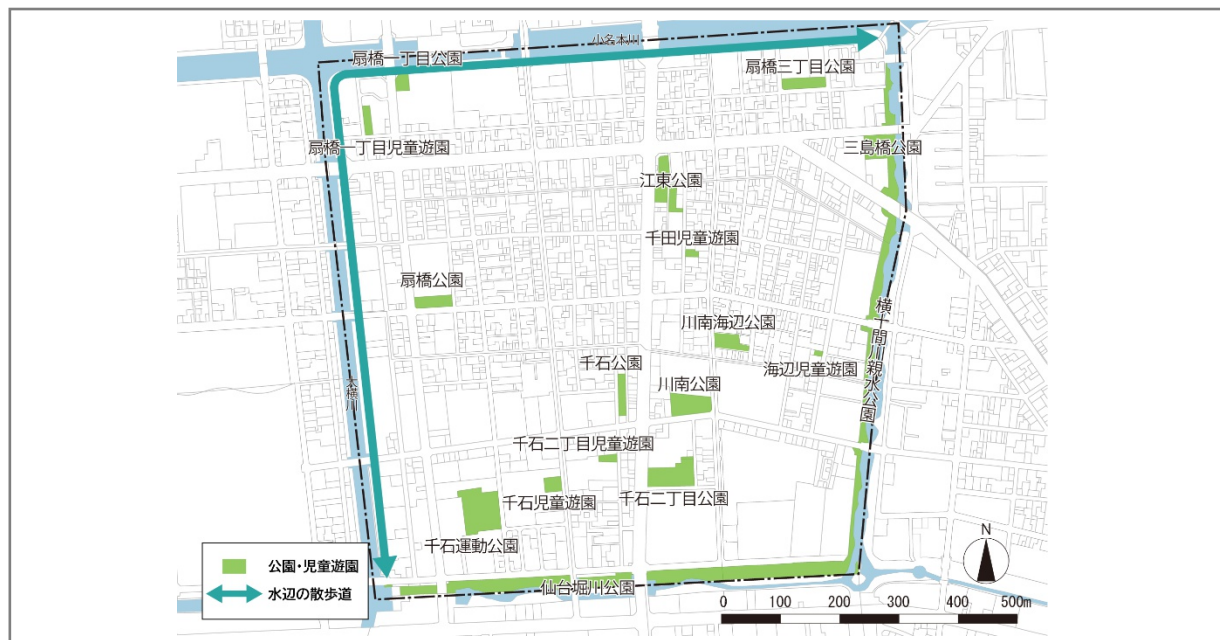 小名木川
扇橋一丁目公園
扇橋三丁目公園
扇橋一丁目児童遊園
三島橋公園
江東公園
千田児童遊園
扇橋公園
川南海辺公園
横十間川親水公園
千石公園
海辺児童遊園
川南公園
大横川
千石二丁目児童遊園
千石児童遊園
千石二丁目公園
千石運動公園
仙台堀川公園
N
公園・児童遊園
水辺の散歩道
0 100 200 300 400 500m